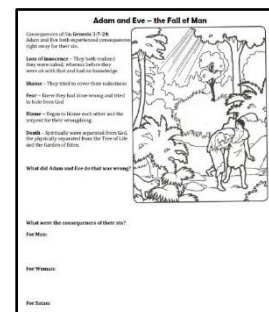 Adam and Eve – the Fall of Man
Consequences of Sin Genesis 3:7-24:
Adam and Eve both experienced consequences
right away for their sin.
Loss of innocence – They both realized
they were naked, whereas before they
were ok with that and had no knowledge.
Shame – They tried to cover their nakedness
Fear – Knew they had done wrong and tried
to hide from God
Blame – Began to blame each other and the
serpent for their wrongdoing.
Death – Spiritually were separated from God,
the physically separated from the Tree of Life
and the Garden of Eden.
What did Adam and Eve do that was wrong?
What were the consequences of their sin?
For Man:
For Woman:
For Satan: